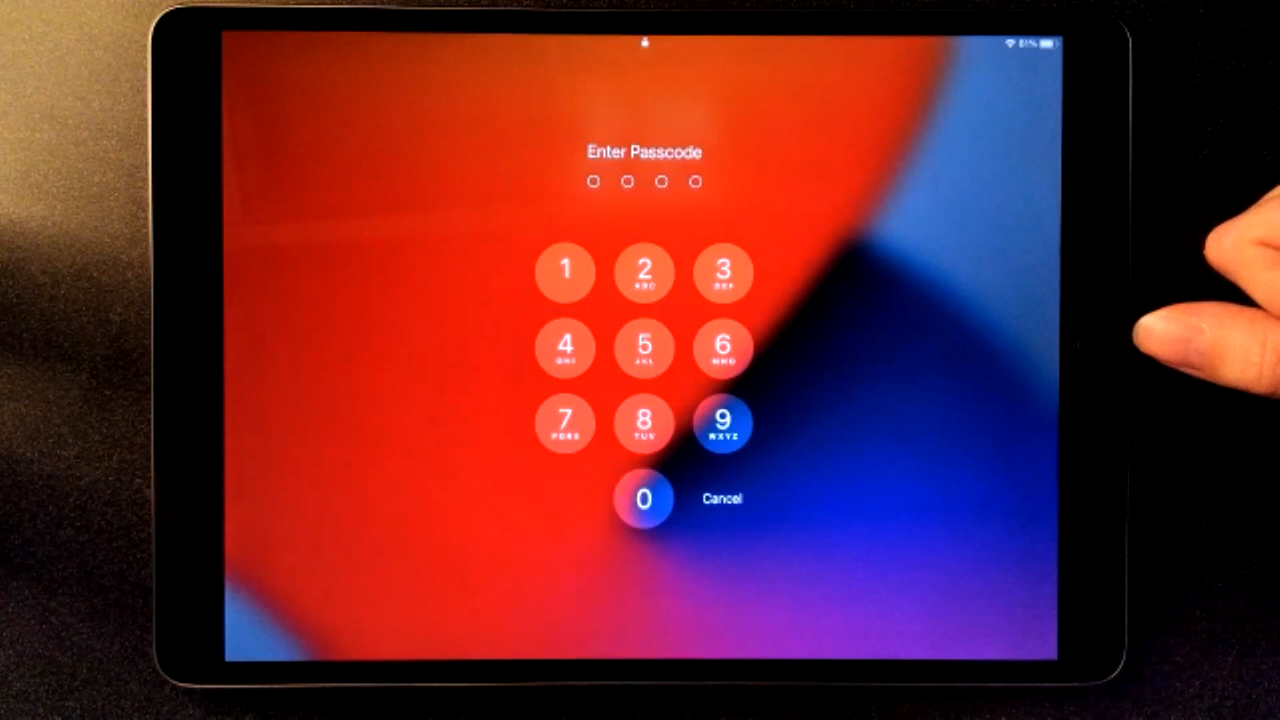 81%
Enter Passcode
1 2 3
ABC DEF
4 5 6
GHI JKL MNO
7 8 9
PQRS TUV WXYZ
0 Cancel